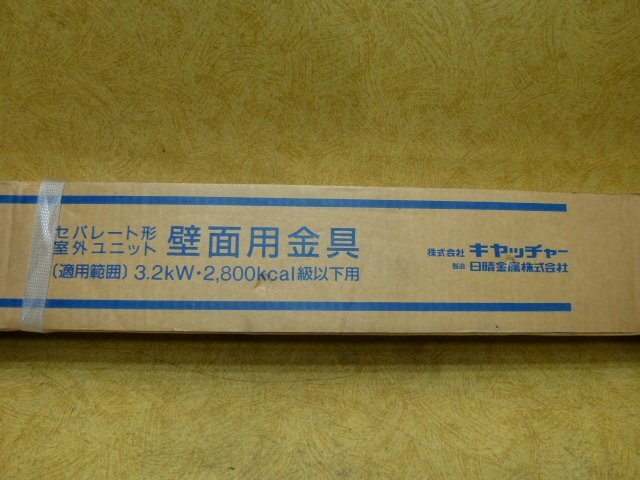 セパレート形
室外ユニット 壁面用金具
(適用範囲) 3.2kW・2,800kcal級以下用
株式会社 キャッチャー
製造 日晴金属株式会社